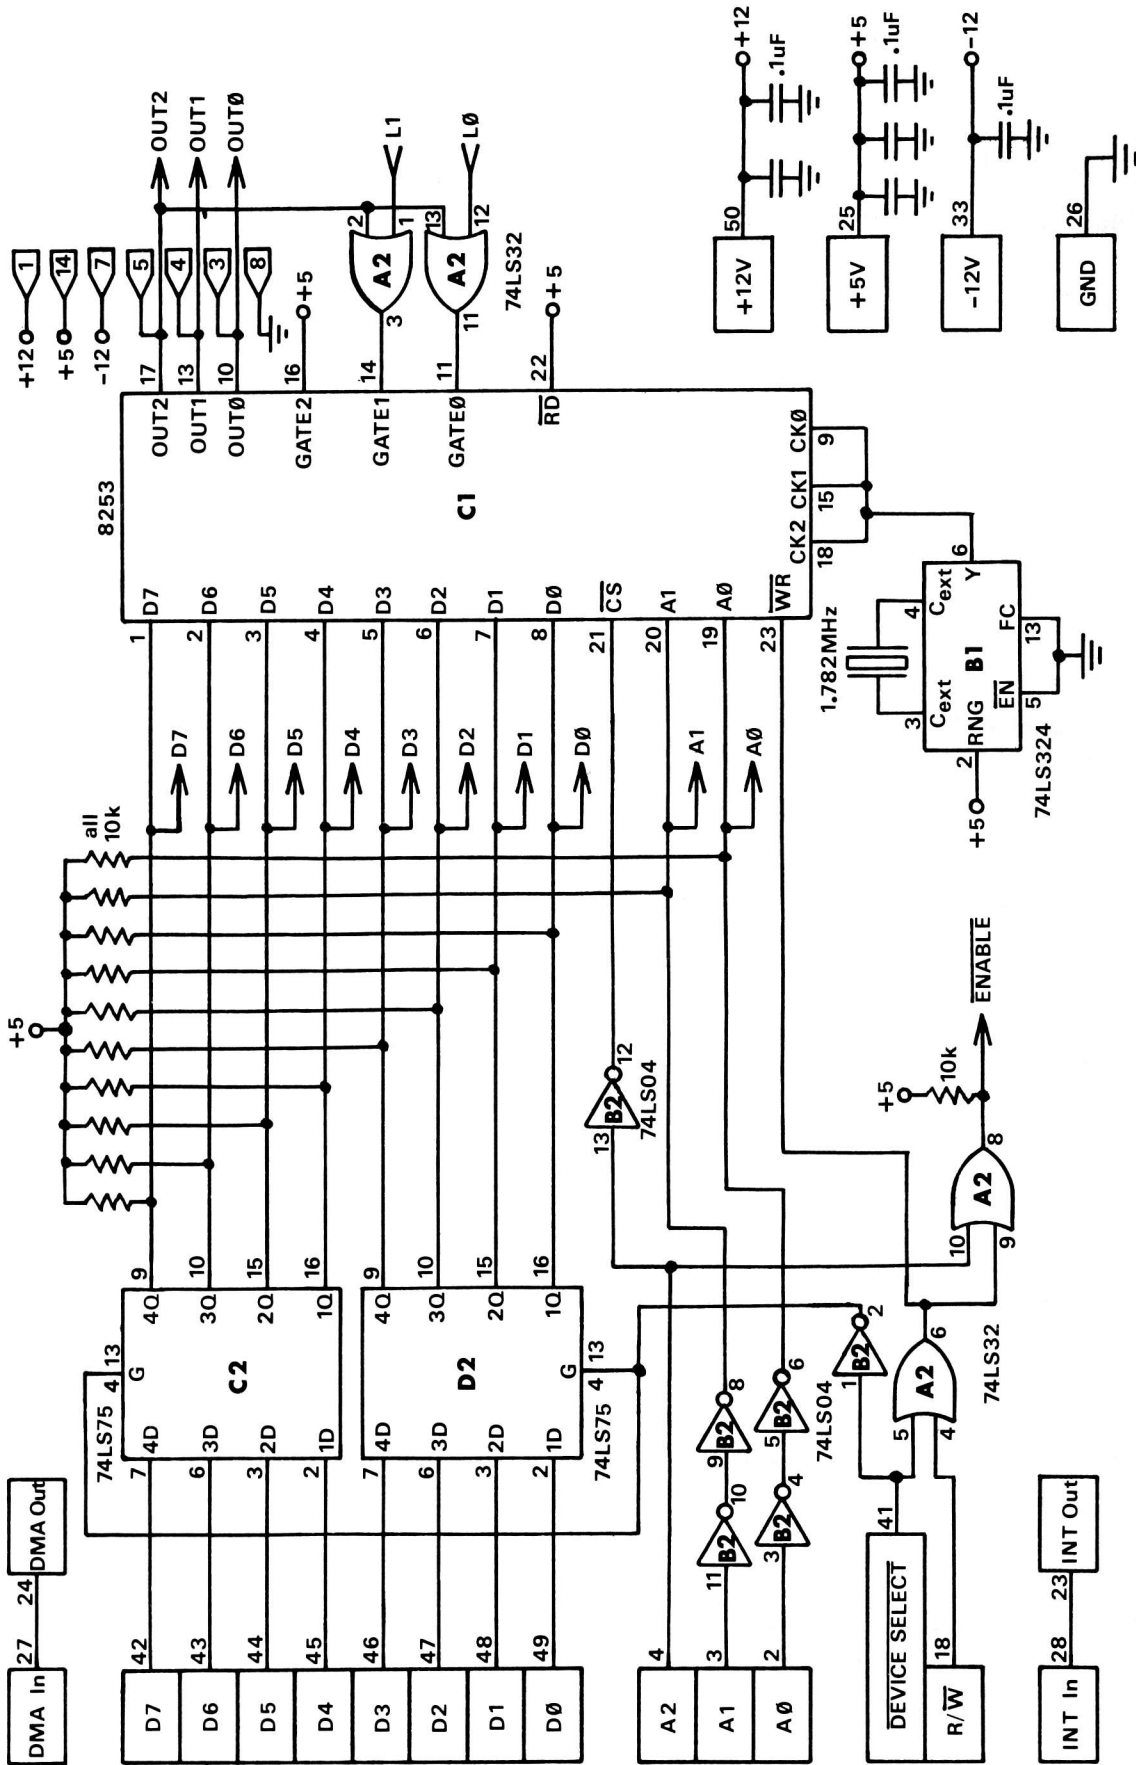 DMA In
27
24
DMA Out
D7
42
D6
43
D5
44
D4
45
D3
46
D2
47
D1
48
DØ
49
A2
4
A1
3
AØ
2
DEVICE SELECT
41
R/W
18
INT In
28
23
INT Out
74LS75
7 4D
6 3D
3 2D
2 1D
C2
G
4 13
4Q 9
3Q 10
2Q 15
1Q 16
7 4D
6 3D
3 2D
2 1D
D2
G
4 13
74LS75
4Q 9
3Q 10
2Q 15
1Q 16
11 B2 10
9 B2 8
3 B2 4
5 B2 6
74LS04
1 B2 2
5
4
A2
6
74LS32
10
9
A2
8
+5
10k
ENABLE
13 B2 12
74LS04
+5
all
10k
D7
D6
D5
D4
D3
D2
D1
DØ
A1
AØ
8253
C1
1 D7
2 D6
3 D5
4 D4
5 D3
6 D2
7 D1
8 DØ
21 CS
20 A1
19 AØ
23 WR
OUT2 17
OUT1 13
OUTØ 10
GATE2 16
+5
GATE1 14
GATEØ 11
RD 22
+5
CK2 CK1 CKØ
18 15 9
1.782MHz
3 4
Cext Cext
+5 2 RNG
B1
Y 6
EN FC
5 13
74LS324
+12 1
+5 14
-12 7
5
4
3
8
OUT2
OUT1
OUTØ
3 A2 2
1
L1
11 A2 13
12
LØ
74LS32
+12V
50
+12
.1uF
+5V
25
+5
.1uF
-12V
33
-12
.1uF
GND
26